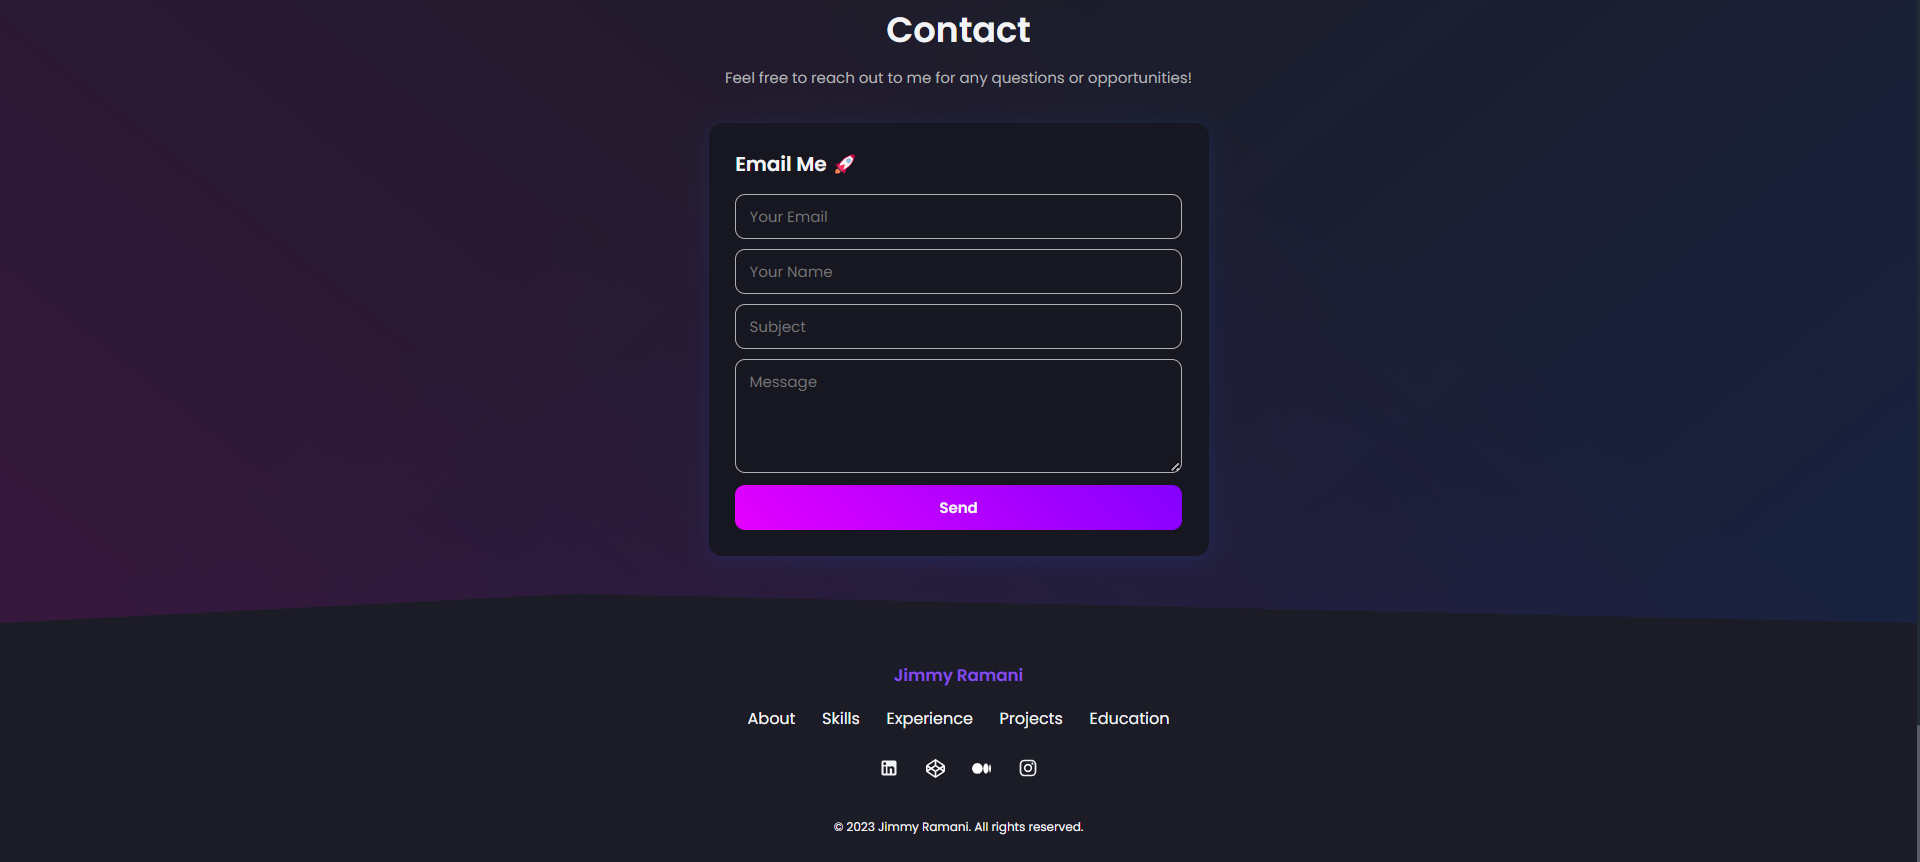 Contact
Feel free to reach out to me for any questions or opportunities!
Email Me 🚀
Your Email
Your Name
Subject
Message
Send
Jimmy Ramani
About Skills Experience Projects Education
© 2023 Jimmy Ramani. All rights reserved.